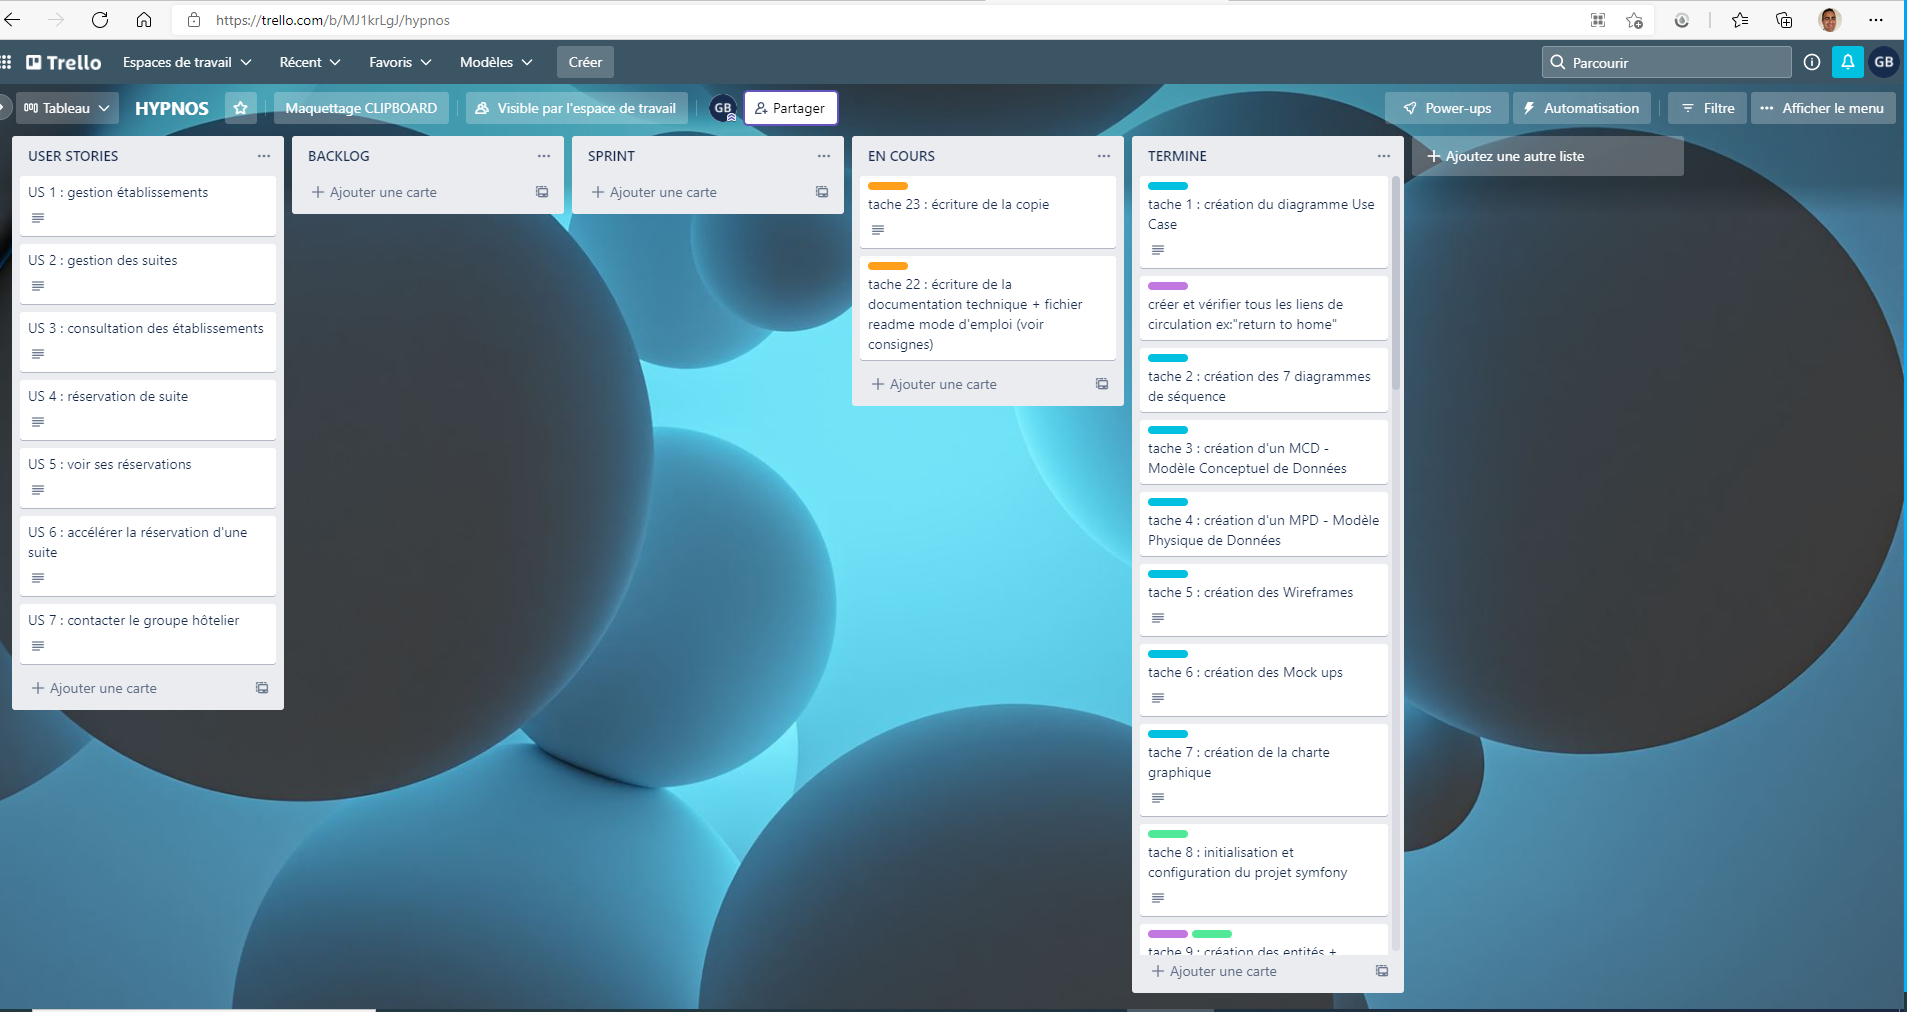 https://trello.com/b/MJ1krLgJ/hypnos
Trello
Espaces de travail
Récent
Favoris
Modèles
Créer
Parcourir
GB
Tableau
HYPNOS
Maquettage CLIPBOARD
Visible par l'espace de travail
GB
Partager
Power-ups
Automatisation
Filtre
Afficher le menu
USER STORIES
US 1 : gestion établissements
US 2 : gestion des suites
US 3 : consultation des établissements
US 4 : réservation de suite
US 5 : voir ses réservations
US 6 : accélérer la réservation d'une
suite
US 7 : contacter le groupe hôtelier
Ajouter une carte
BACKLOG
Ajouter une carte
SPRINT
Ajouter une carte
EN COURS
tache 23 : écriture de la copie
tache 22 : écriture de la
documentation technique + fichier
readme mode d'emploi (voir
consignes)
Ajouter une carte
TERMINE
tache 1 : création du diagramme Use
Case
créer et vérifier tous les liens de
circulation ex:"return to home"
tache 2 : création des 7 diagrammes
de séquence
tache 3 : création d'un MCD -
Modèle Conceptuel de Données
tache 4 : création d'un MPD - Modèle
Physique de Données
tache 5 : création des Wireframes
tache 6 : création des Mock ups
tache 7 : création de la charte
graphique
tache 8 : initialisation et
configuration du projet symfony
tache 9 : création des entités +
Ajouter une carte
Ajoutez une autre liste